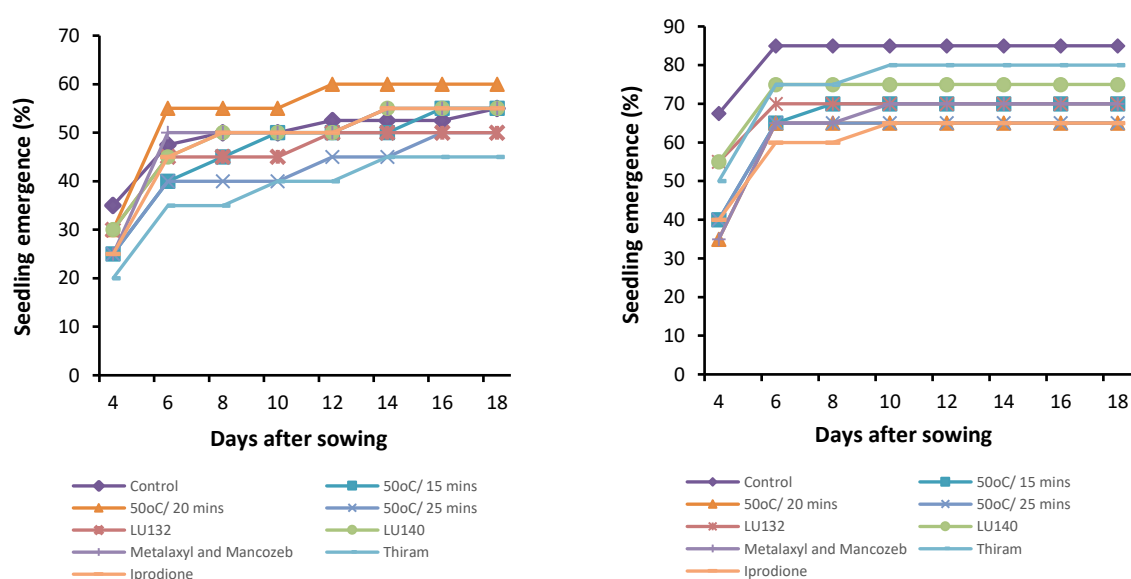 Seedling emergence (%)
70
60
50
40
30
20
10
0
4 6 8 10 12 14 16 18
Days after sowing
Control 50oC/ 15 mins
50oC/ 20 mins 50oC/ 25 mins
LU132 LU140
Metalaxyl and Mancozeb Thiram
Iprodione
Seedling emergence (%)
90
80
70
60
50
40
30
20
10
0
4 6 8 10 12 14 16 18
Days after sowing
Control 50oC/ 15 mins
50oC/ 20 mins 50oC/ 25 mins
LU132 LU140
Metalaxyl and Mancozeb Thiram
Iprodione